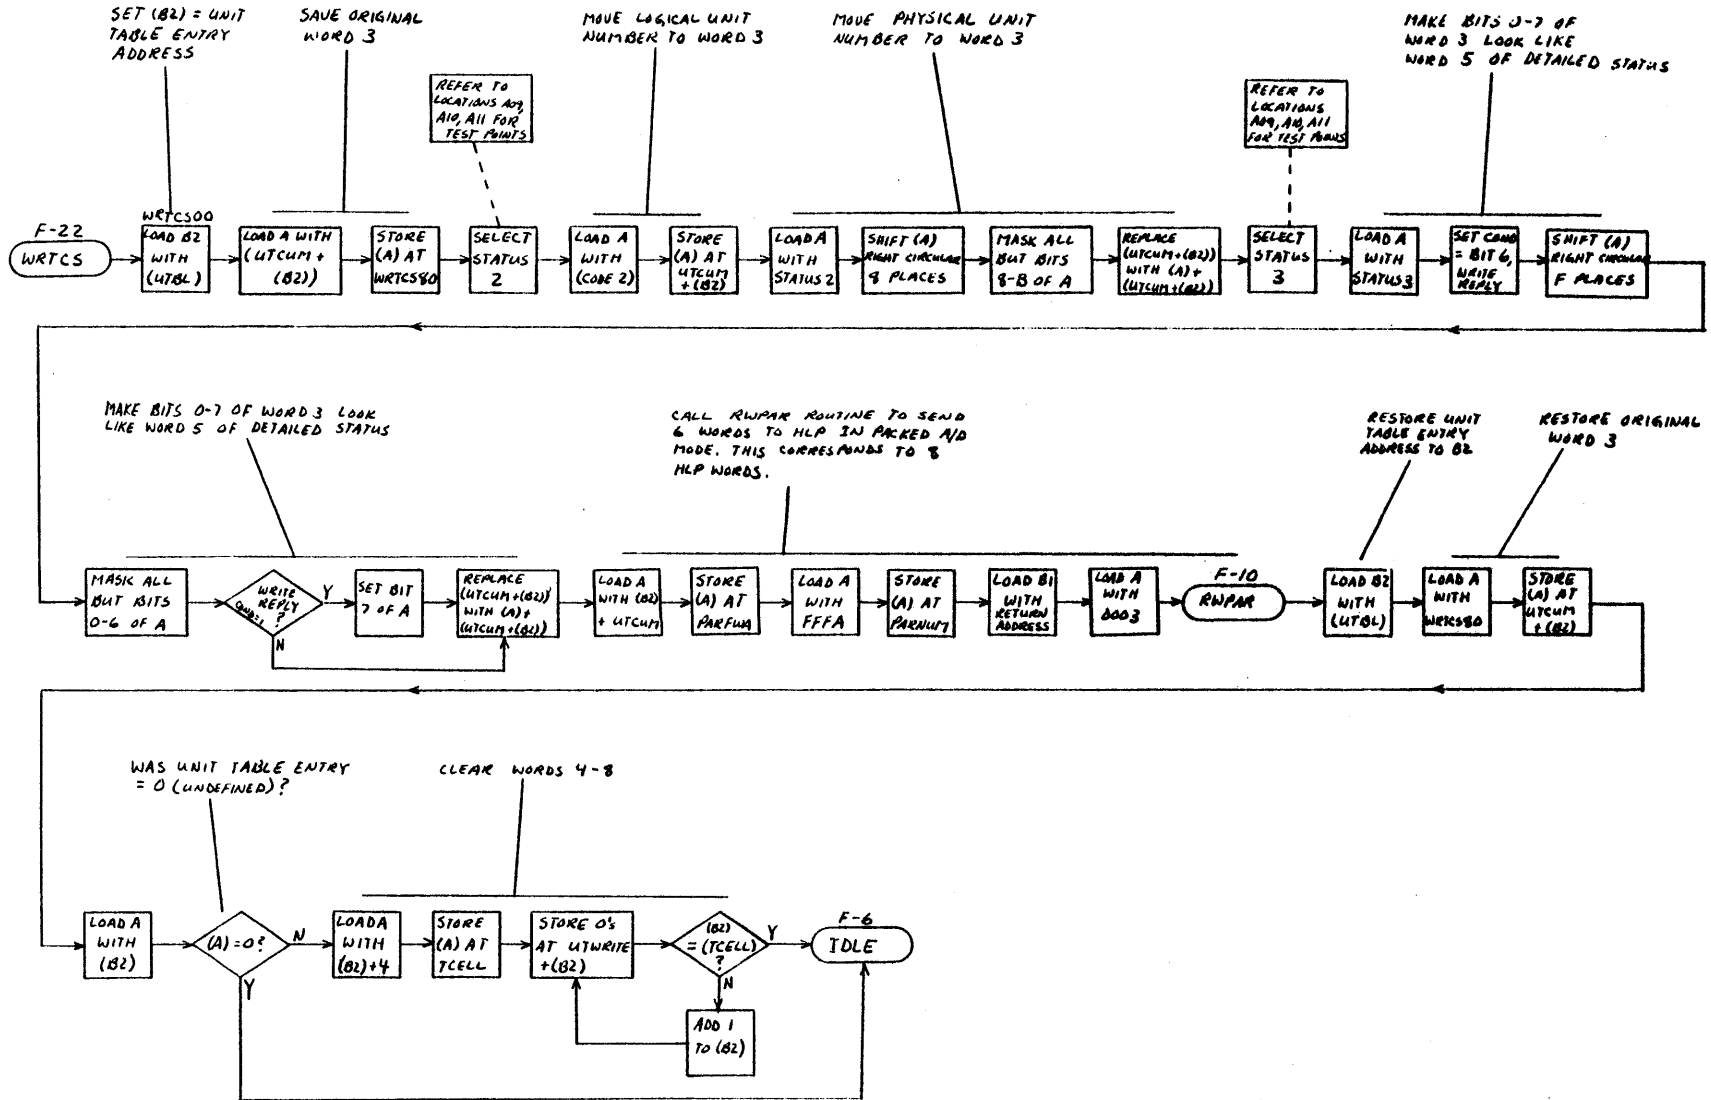 SET (B2) = UNIT
TABLE ENTRY
ADDRESS
SAVE ORIGINAL
WORD 3
MOVE LOGICAL UNIT
NUMBER TO WORD 3
MOVE PHYSICAL UNIT
NUMBER TO WORD 3
MAKE BITS 0-7 OF
WORD 3 LOOK LIKE
WORD 5 OF DETAILED STATUS
REFER TO
LOCATIONS A09,
A10, A11 FOR
TEST POINTS
REFER TO
LOCATIONS
A09, A10, A11
FOR TEST POINTS
F-22
WRTCS
WRTCS00
LOAD B2
WITH
(UTBL)
LOAD A WITH
(UTCUM +
(B2))
STORE
(A) AT
WRTCS80
SELECT
STATUS
2
LOAD A
WITH
(CODE 2)
STORE
(A) AT
UTCUM
+ (B2)
LOAD A
WITH
STATUS 2
SHIFT (A)
RIGHT CIRCULAR
8 PLACES
MASK ALL
BUT BITS
8-B OF A
REPLACE
(UTCUM+(B2))
WITH (A) +
(UTCUM+(B2))
SELECT
STATUS
3
LOAD A
WITH
STATUS 3
SET COND
= BIT 6,
WRITE
REPLY
SHIFT (A)
RIGHT CIRCULAR
F PLACES
MAKE BITS 0-7 OF WORD 3 LOOK
LIKE WORD 5 OF DETAILED STATUS
CALL RWPAR ROUTINE TO SEND
6 WORDS TO HLP IN PACKED A/D
MODE. THIS CORRESPONDS TO 8
HLP WORDS.
RESTORE UNIT
TABLE ENTRY
ADDRESS TO B2
RESTORE ORIGINAL
WORD 3
MASK ALL
BUT BITS
0-6 OF A
WRITE
REPLY
?
COND=1
Y
N
SET BIT
7 OF A
REPLACE
(UTCUM+(B2))
WITH (A) +
(UTCUM+(B2))
LOAD A
WITH (B2)
+ UTCUM
STORE
(A) AT
PARFWA
LOAD A
WITH
FFFA
STORE
(A) AT
PARNUM
LOAD B1
WITH
RETURN
ADDRESS
LOAD A
WITH
D003
F-10
RWPAR
LOAD B2
WITH
(UTBL)
LOAD A
WITH
WRTCS80
STORE
(A) AT
UTCUM
+ (B2)
WAS UNIT TABLE ENTRY
= 0 (UNDEFINED)?
CLEAR WORDS 4-8
LOAD A
WITH
(B2)
(A) = 0?
N
Y
LOAD A
WITH
(B2)+4
STORE
(A) AT
TCELL
STORE 0'S
AT UTWRITE
+(B2)
(B2)
= (TCELL)
?
Y
N
F-6
IDLE
ADD 1
TO (B2)